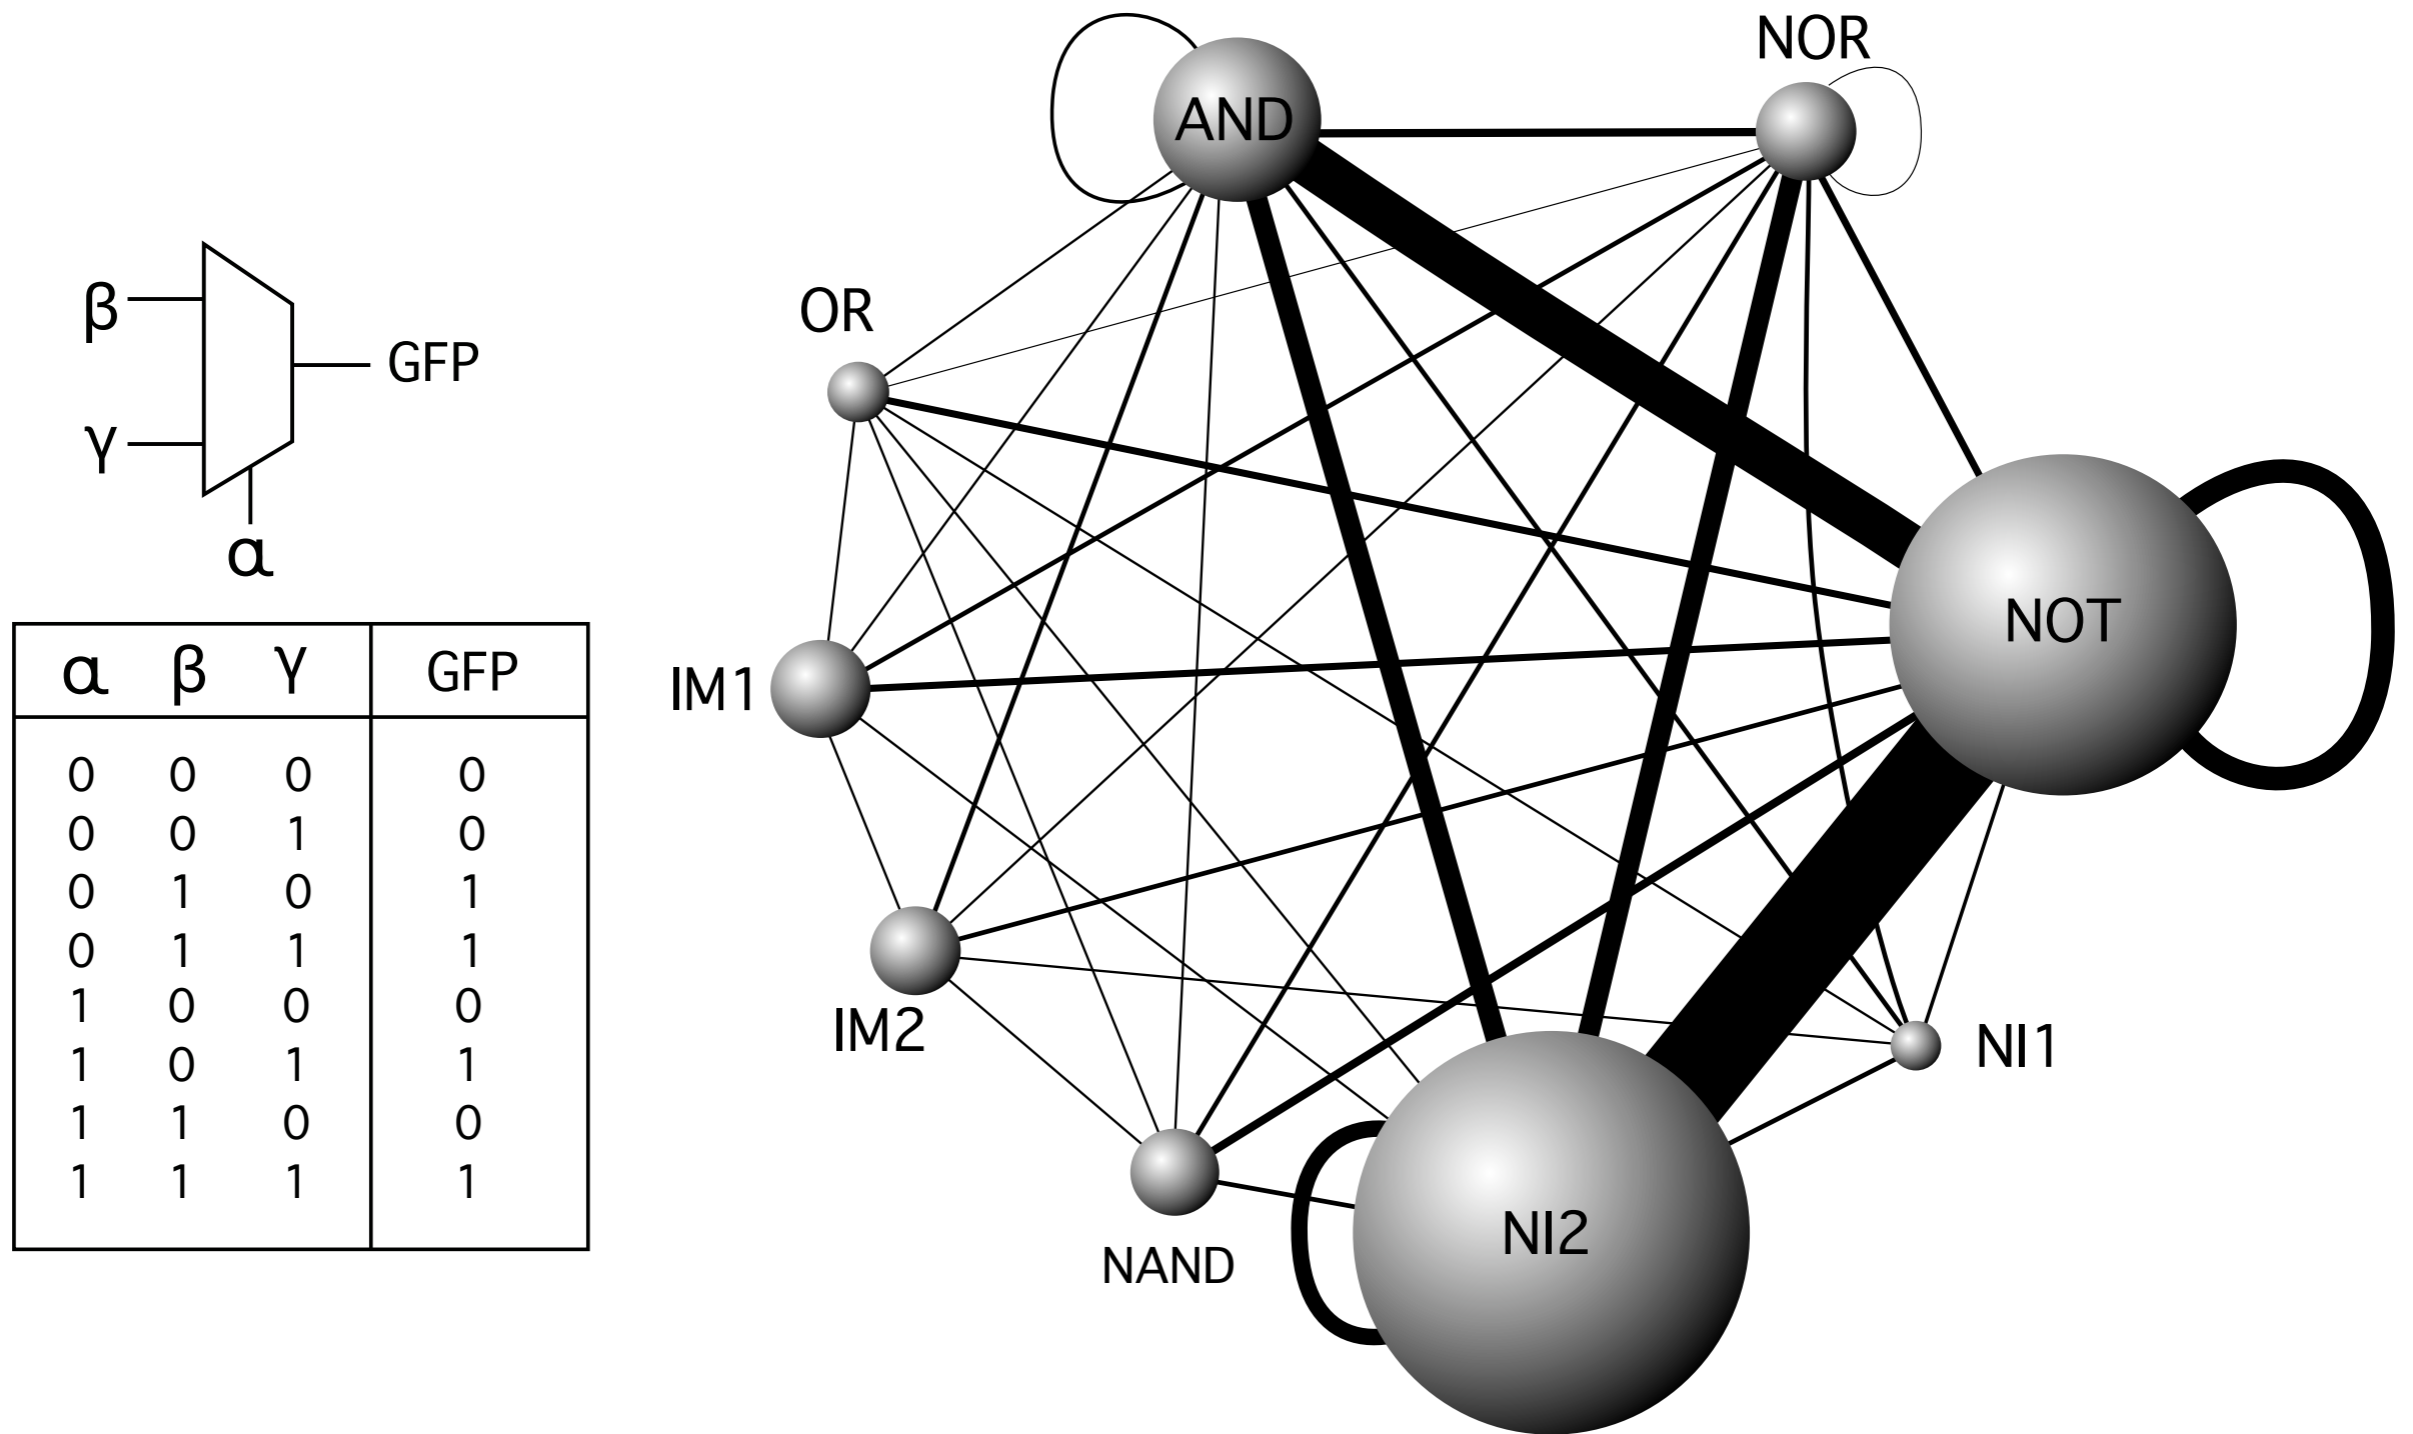 β
γ
GFP
α
α β γ GFP
0 0 0 0
0 0 1 0
0 1 0 1
0 1 1 1
1 0 0 0
1 0 1 1
1 1 0 0
1 1 1 1
AND
NOR
OR
NOT
IM1
IM2
NI1
NAND
NI2